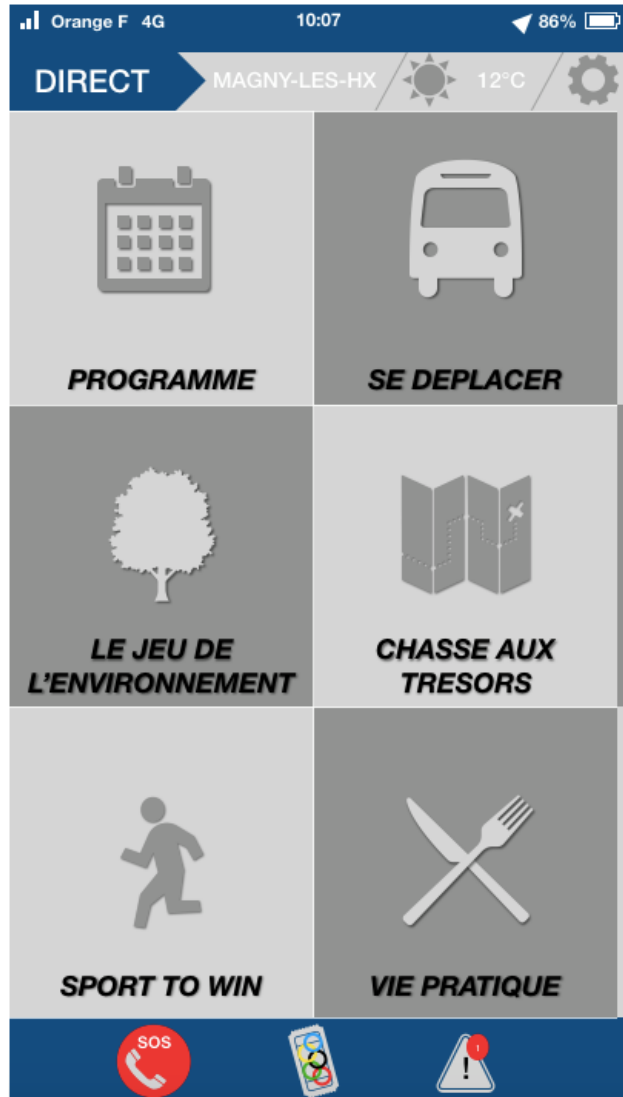 Orange F 4G 10:07 86%
DIRECT MAGNY-LES-HX 12°C
PROGRAMME SE DEPLACER
LE JEU DE
L'ENVIRONNEMENT
CHASSE AUX
TRESORS
SPORT TO WIN VIE PRATIQUE
SOS
!